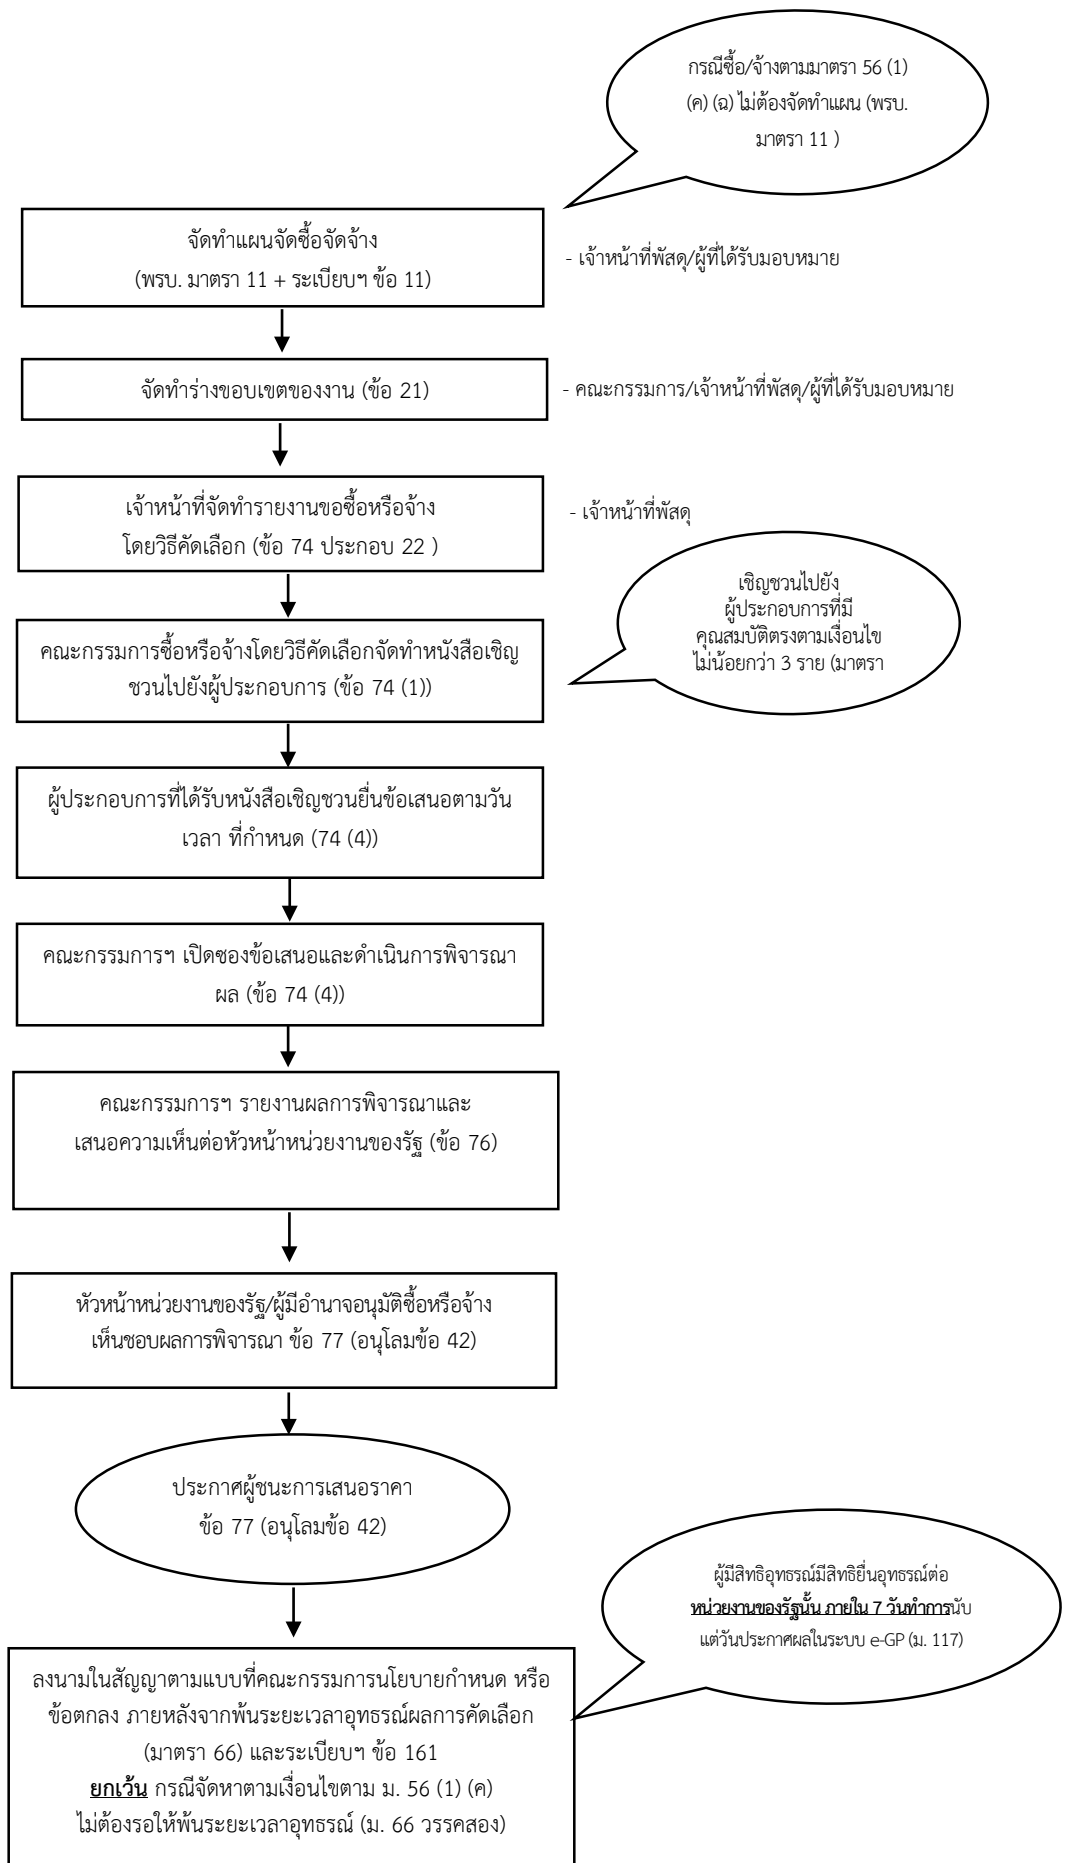 กรณีซื้อ/จ้างตามมาตรา 56 (1)
(ค) (ฉ) ไม่ต้องจัดทำแผน (พรบ.
มาตรา 11 )
จัดทำแผนจัดซื้อจัดจ้าง
(พรบ. มาตรา 11 + ระเบียบฯ ข้อ 11)
- เจ้าหน้าที่พัสดุ/ผู้ที่ได้รับมอบหมาย
จัดทำร่างขอบเขตของงาน (ข้อ 21)
- คณะกรรมการ/เจ้าหน้าที่พัสดุ/ผู้ที่ได้รับมอบหมาย
เจ้าหน้าที่จัดทำรายงานขอซื้อหรือจ้าง
โดยวิธีคัดเลือก (ข้อ 74 ประกอบ 22 )
- เจ้าหน้าที่พัสดุ
เชิญชวนไปยัง
ผู้ประกอบการที่มี
คุณสมบัติตรงตามเงื่อนไข
ไม่น้อยกว่า 3 ราย (มาตรา
คณะกรรมการซื้อหรือจ้างโดยวิธีคัดเลือกจัดทำหนังสือเชิญ
ชวนไปยังผู้ประกอบการ (ข้อ 74 (1))
ผู้ประกอบการที่ได้รับหนังสือเชิญชวนยื่นข้อเสนอตามวัน
เวลา ที่กำหนด (74 (4))
คณะกรรมการฯ เปิดซองข้อเสนอและดำเนินการพิจารณา
ผล (ข้อ 74 (4))
คณะกรรมการฯ รายงานผลการพิจารณาและ
เสนอความเห็นต่อหัวหน้าหน่วยงานของรัฐ (ข้อ 76)
หัวหน้าหน่วยงานของรัฐ/ผู้มีอำนาจอนุมัติซื้อหรือจ้าง
เห็นชอบผลการพิจารณา ข้อ 77 (อนุโลมข้อ 42)
ประกาศผู้ชนะการเสนอราคา
ข้อ 77 (อนุโลมข้อ 42)
ผู้มีสิทธิอุทธรณ์มีสิทธิยื่นอุทธรณ์ต่อ
หน่วยงานของรัฐนั้น ภายใน 7 วันทำการนับ
แต่วันประกาศผลในระบบ e-GP (ม. 117)
ลงนามในสัญญาตามแบบที่คณะกรรมการนโยบายกำหนด หรือ
ข้อตกลง ภายหลังจากพ้นระยะเวลาอุทธรณ์ผลการคัดเลือก
(มาตรา 66) และระเบียบฯ ข้อ 161
ยกเว้น กรณีจัดหาตามเงื่อนไขตาม ม. 56 (1) (ค)
ไม่ต้องรอให้พ้นระยะเวลาอุทธรณ์ (ม. 66 วรรคสอง)